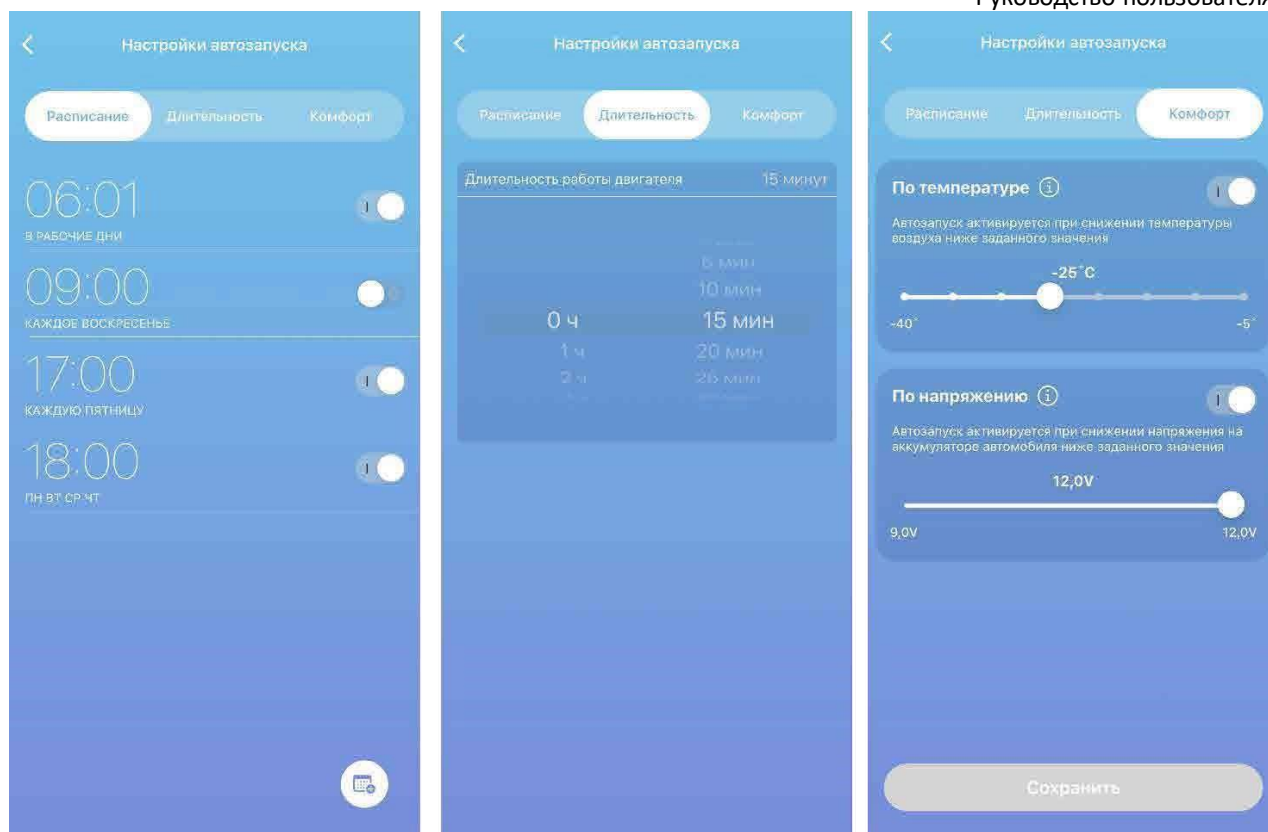 Руководство пользователя
Настройки автозапуска
Расписание Длительность Комфорт
06:01
В РАБОЧИЕ ДНИ
09:00
КАЖДОЕ ВОСКРЕСЕНЬЕ
17:00
КАЖДУЮ ПЯТНИЦУ
18:00
ПН ВТ СР ЧТ
Настройки автозапуска
Расписание Длительность Комфорт
Длительность работы двигателя 15 минут
10 мин
0 ч 15 мин
1 ч 20 мин
2 ч
Настройки автозапуска
Расписание Длительность Комфорт
По температуре
Автозапуск активируется при снижении температуры
воздуха ниже заданного значения
-25°C
-40° -5°
По напряжению
Автозапуск активируется при снижении напряжения на
аккумуляторе автомобиля ниже заданного значения
12,0V
9,0V 12,0V
Сохранить